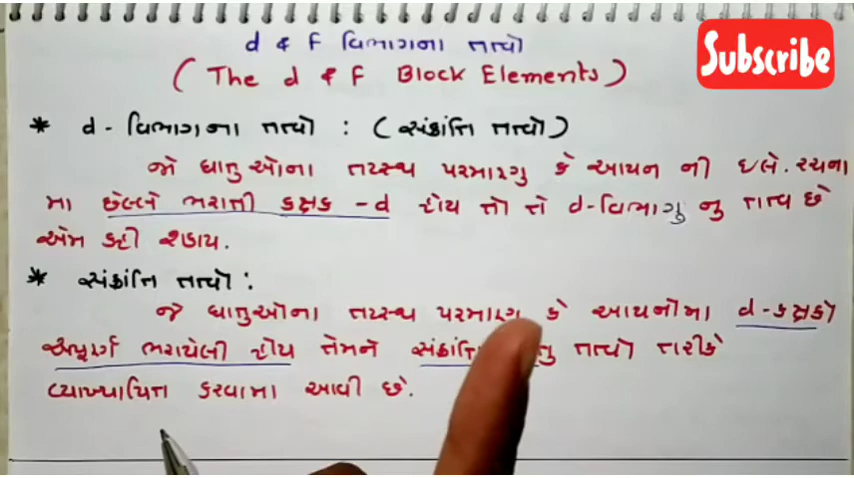 d & F વિભાગના તત્વો
Subscribe
( The d & F Block Elements )
* d - વિભાગના તત્વો : ( સંક્રાંતિ તત્વો )
જો ધાતુઓના તટસ્થ પરમાણુ કે આયન ની ઇલે. રચના
મા છેલ્લે ભરાતી કક્ષક - d હોય તો તે d - વિભાગ નુ તત્વ છે
એમ કહી શકાય.
* સંક્રાંતિ તત્વો :
જે ધાતુઓના તટસ્થ પરમાણુ કે આયનોમા d - કક્ષકો
અપૂર્ણ ભરાયેલી હોય તેમને સંક્રાંતિ તત્વો તરીકે
વ્યાખ્યાયિત કરવામા આવી છે.